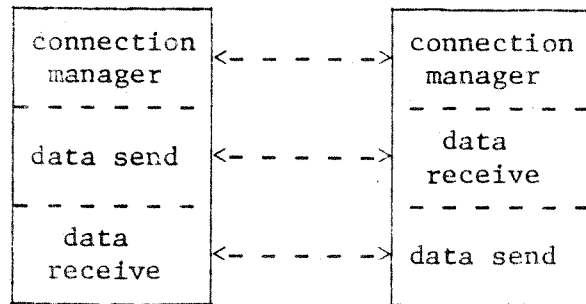 connection
manager
data send
data
receive
connection
manager
data
receive
data send